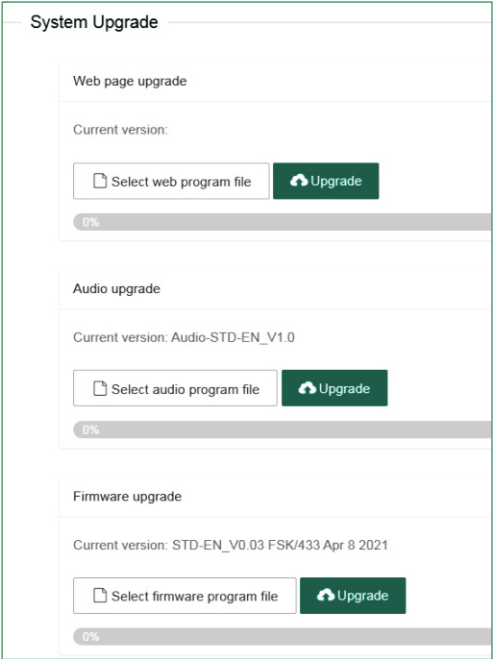 System Upgrade
Web page upgrade
Current version:
Select web program file Upgrade
0%
Audio upgrade
Current version: Audio-STD-EN_V1.0
Select audio program file Upgrade
0%
Firmware upgrade
Current version: STD-EN_V0.03 FSK/433 Apr 8 2021
Select firmware program file Upgrade
0%